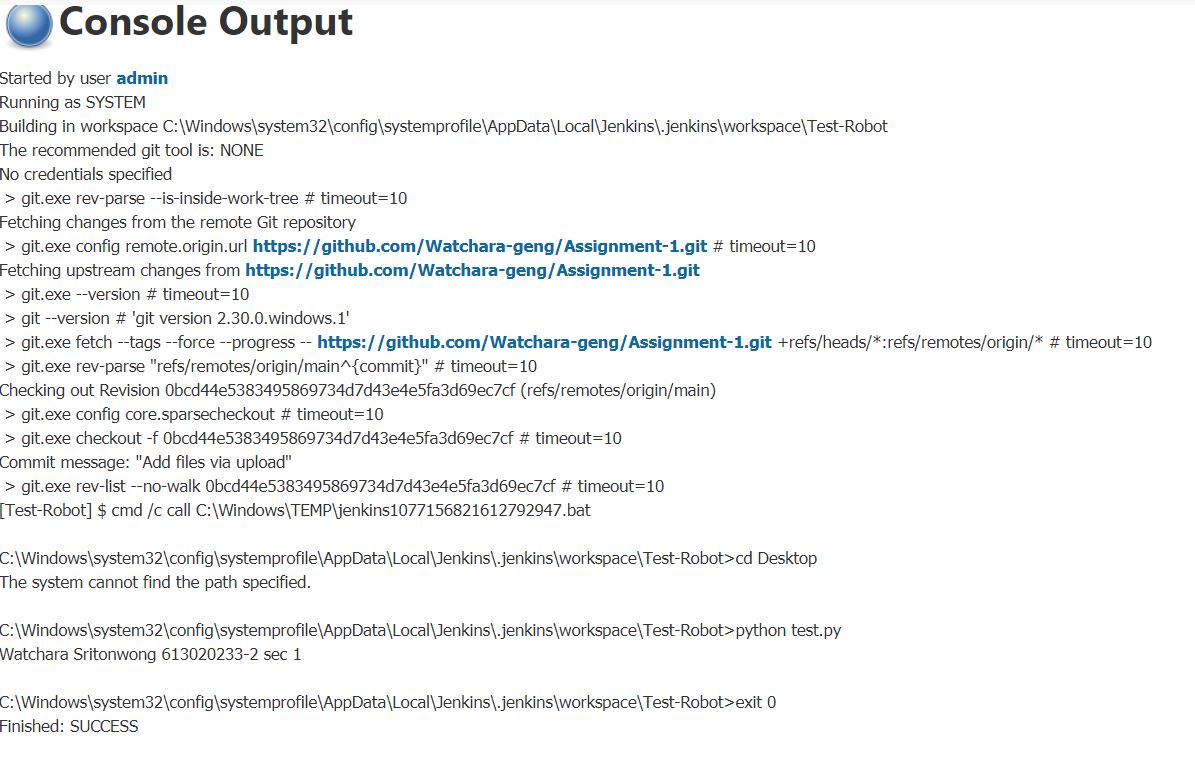 Console Output
Started by user admin
Running as SYSTEM
Building in workspace C:\Windows\system32\config\systemprofile\AppData\Local\Jenkins\.jenkins\workspace\Test-Robot
The recommended git tool is: NONE
No credentials specified
> git.exe rev-parse --is-inside-work-tree # timeout=10
Fetching changes from the remote Git repository
> git.exe config remote.origin.url https://github.com/Watchara-geng/Assignment-1.git # timeout=10
Fetching upstream changes from https://github.com/Watchara-geng/Assignment-1.git
> git.exe --version # timeout=10
> git --version # 'git version 2.30.0.windows.1'
> git.exe fetch --tags --force --progress -- https://github.com/Watchara-geng/Assignment-1.git +refs/heads/*:refs/remotes/origin/* # timeout=10
> git.exe rev-parse "refs/remotes/origin/main^{commit}" # timeout=10
Checking out Revision 0bcd44e5383495869734d7d43e4e5fa3d69ec7cf (refs/remotes/origin/main)
> git.exe config core.sparsecheckout # timeout=10
> git.exe checkout -f 0bcd44e5383495869734d7d43e4e5fa3d69ec7cf # timeout=10
Commit message: "Add files via upload"
> git.exe rev-list --no-walk 0bcd44e5383495869734d7d43e4e5fa3d69ec7cf # timeout=10
[Test-Robot] $ cmd /c call C:\Windows\TEMP\jenkins1077156821612792947.bat
C:\Windows\system32\config\systemprofile\AppData\Local\Jenkins\.jenkins\workspace\Test-Robot>cd Desktop
The system cannot find the path specified.
C:\Windows\system32\config\systemprofile\AppData\Local\Jenkins\.jenkins\workspace\Test-Robot>python test.py
Watchara Sritonwong 613020233-2 sec 1
C:\Windows\system32\config\systemprofile\AppData\Local\Jenkins\.jenkins\workspace\Test-Robot>exit 0
Finished: SUCCESS